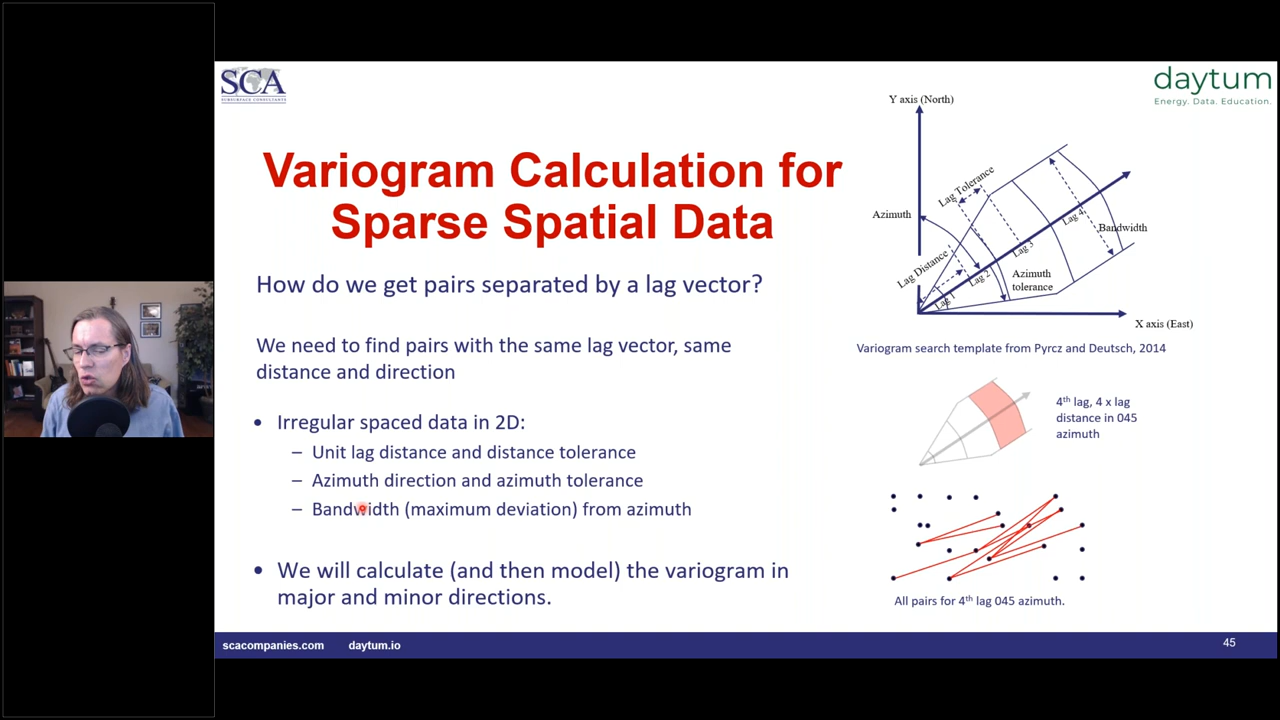 SCA
SUBSURFACE CONSULTANTS
daytum
Energy. Data. Education.
Variogram Calculation for
Sparse Spatial Data
How do we get pairs separated by a lag vector?
We need to find pairs with the same lag vector, same
distance and direction
• Irregular spaced data in 2D:
– Unit lag distance and distance tolerance
– Azimuth direction and azimuth tolerance
– Bandwidth (maximum deviation) from azimuth
• We will calculate (and then model) the variogram in
major and minor directions.
Y axis (North)
Lag Tolerance
Azimuth
Lag Distance
Lag 4
Bandwidth
Lag 3
Lag 2
Azimuth
tolerance
Lag 1
X axis (East)
Variogram search template from Pyrcz and Deutsch, 2014
4th lag, 4 x lag
distance in 045
azimuth
All pairs for 4th lag 045 azimuth.
scacompanies.com
daytum.io
45